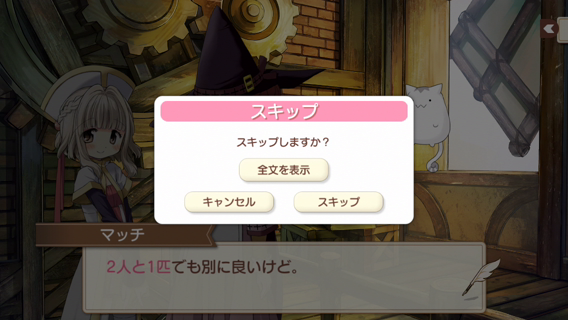 スキップ
スキップしますか？
全文を表示
キャンセル
スキップ
マッチ
2人と1匹でも別に良いけど。